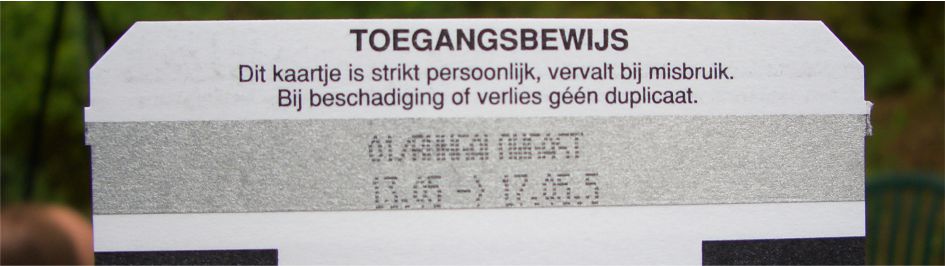 TOEGANGSBEWIJS
Dit kaartje is strikt persoonlijk, vervalt bij misbruik.
Bij beschadiging of verlies géén duplicaat.
13.05 -> 17.05.5